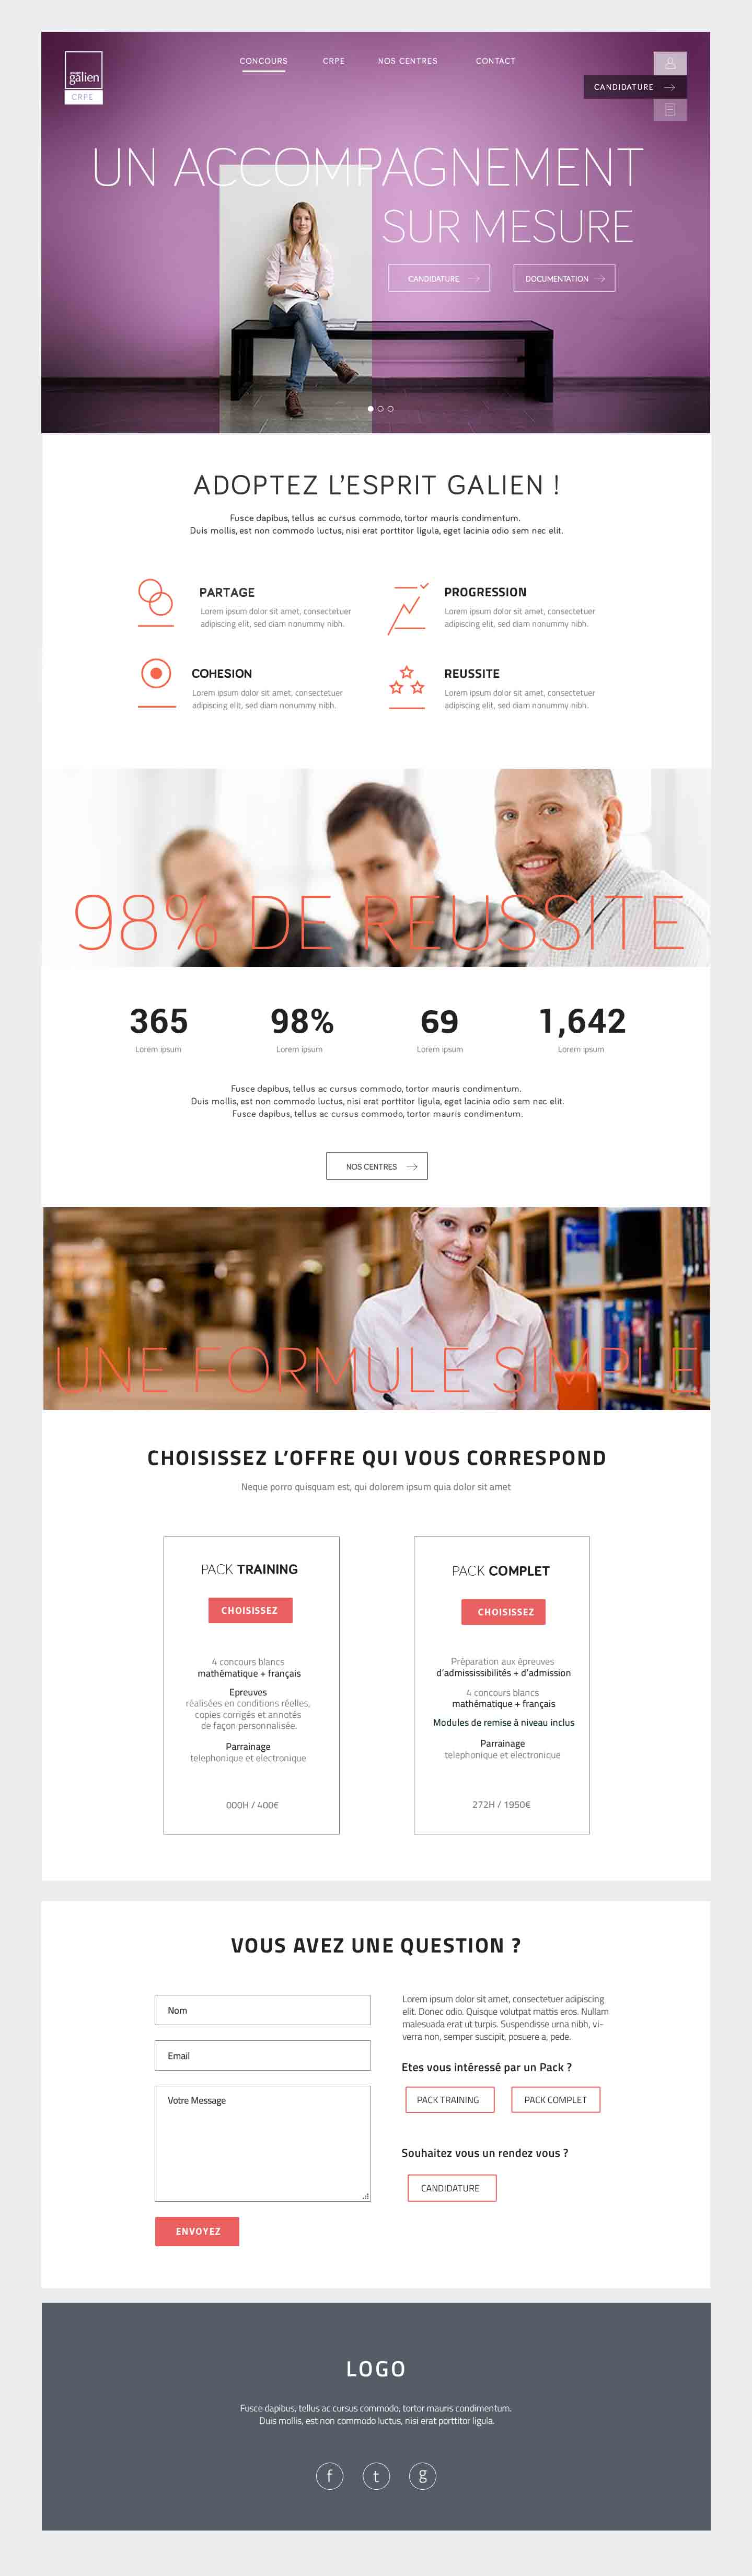 CONCOURS
CRPE
NOS CENTRES
CONTACT
galien
CRPE
CANDIDATURE
UN ACCOMPAGNEMENT
SUR MESURE
CANDIDATURE
DOCUMENTATION
ADOPTEZ L'ESPRIT GALIEN !
Fusce dapibus, tellus ac cursus commodo, tortor mauris condimentum.
Duis mollis, est non commodo luctus, nisi erat porttitor ligula, eget lacinia odio sem nec elit.
PARTAGE
Lorem ipsum dolor sit amet, consectetuer
adipiscing elit, sed diam nonummy nibh.
PROGRESSION
Lorem ipsum dolor sit amet, consectetuer
adipiscing elit, sed diam nonummy nibh.
COHESION
Lorem ipsum dolor sit amet, consectetuer
adipiscing elit, sed diam nonummy nibh.
REUSSITE
Lorem ipsum dolor sit amet, consectetuer
adipiscing elit, sed diam nonummy nibh.
98% DE REUSSITE
365
Lorem ipsum
98%
Lorem ipsum
69
Lorem ipsum
1,642
Lorem ipsum
Fusce dapibus, tellus ac cursus commodo, tortor mauris condimentum.
Duis mollis, est non commodo luctus, nisi erat porttitor ligula, eget lacinia odio sem nec elit.
Fusce dapibus, tellus ac cursus commodo, tortor mauris condimentum.
NOS CENTRES
UNE FORMULE SIMPLE
CHOISISSEZ L'OFFRE QUI VOUS CORRESPOND
Neque porro quisquam est, qui dolorem ipsum quia dolor sit amet
PACK TRAINING
CHOISISSEZ
4 concours blancs
mathématique + français
Epreuves
réalisées en conditions réelles,
copies corrigés et annotés
de façon personnalisée.
Parrainage
telephonique et electronique
000H / 400€
PACK COMPLET
CHOISISSEZ
Préparation aux épreuves
d'admississibilités + d'admission
4 concours blancs
mathématique + français
Modules de remise à niveau inclus
Parrainage
telephonique et electronique
272H / 1950€
VOUS AVEZ UNE QUESTION ?
Nom
Email
Votre Message
ENVOYEZ
Lorem ipsum dolor sit amet, consectetuer adipiscing
elit. Donec odio. Quisque volutpat mattis eros. Nullam
malesuada erat ut turpis. Suspendisse urna nibh, vi-
verra non, semper suscipit, posuere a, pede.
Etes vous intéressé par un Pack ?
PACK TRAINING
PACK COMPLET
Souhaitez vous un rendez vous ?
CANDIDATURE
LOGO
Fusce dapibus, tellus ac cursus commodo, tortor mauris condimentum.
Duis mollis, est non commodo luctus, nisi erat porttitor ligula.
f
t
g